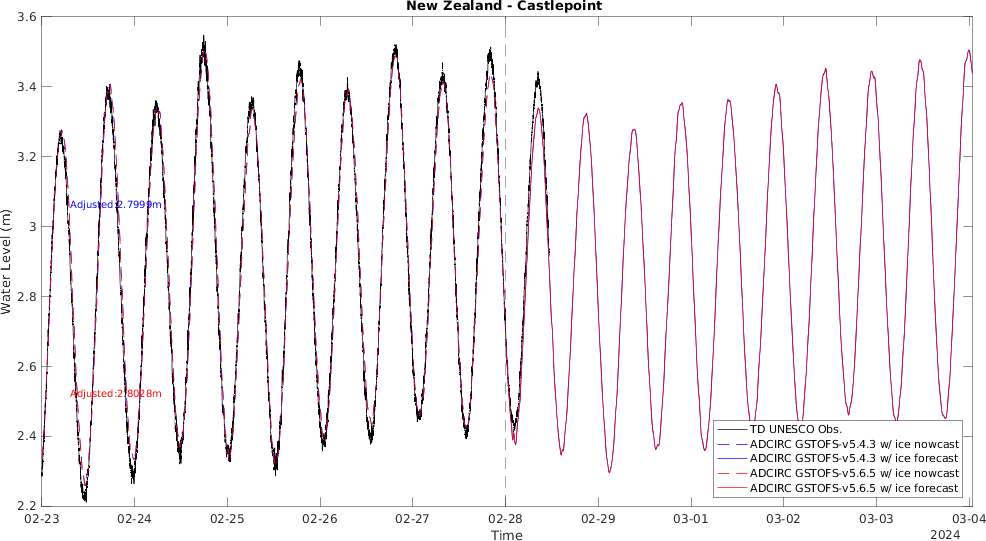 New Zealand - Castlepoint
3.6
3.4
3.2
3
2.8
2.6
2.4
2.2
Water Level (m)
Adjusted:2.7999m
Adjusted:2.8028m
TD UNESCO Obs.
ADCIRC GSTOFS-v5.4.3 w/ ice nowcast
ADCIRC GSTOFS-v5.4.3 w/ ice forecast
ADCIRC GSTOFS-v5.6.5 w/ ice nowcast
ADCIRC GSTOFS-v5.6.5 w/ ice forecast
02-23 02-24 02-25 02-26 02-27 02-28 02-29 03-01 03-02 03-03 03-04
Time
2024